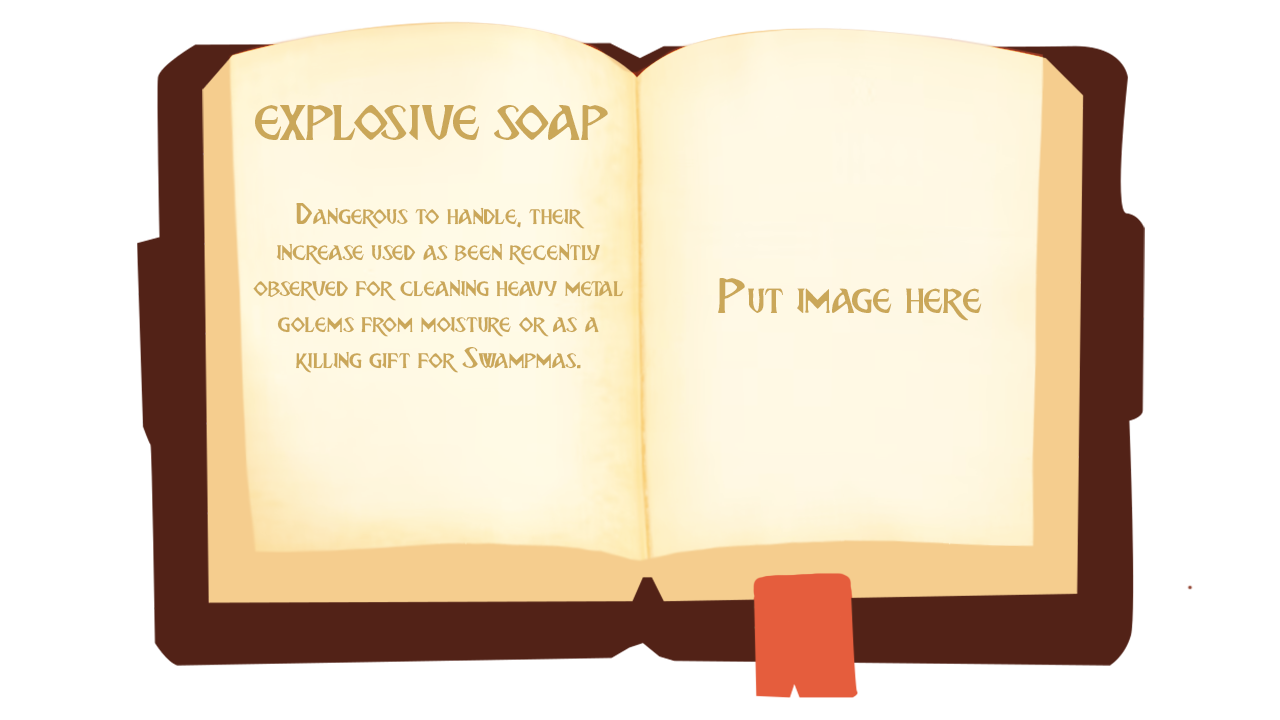 EXPLOSIVE SOAP
Dangerous to handle, their
increase used as been recently
observed for cleaning heavy metal
golems from moisture or as a
killing gift for Swampmas.
Put image here